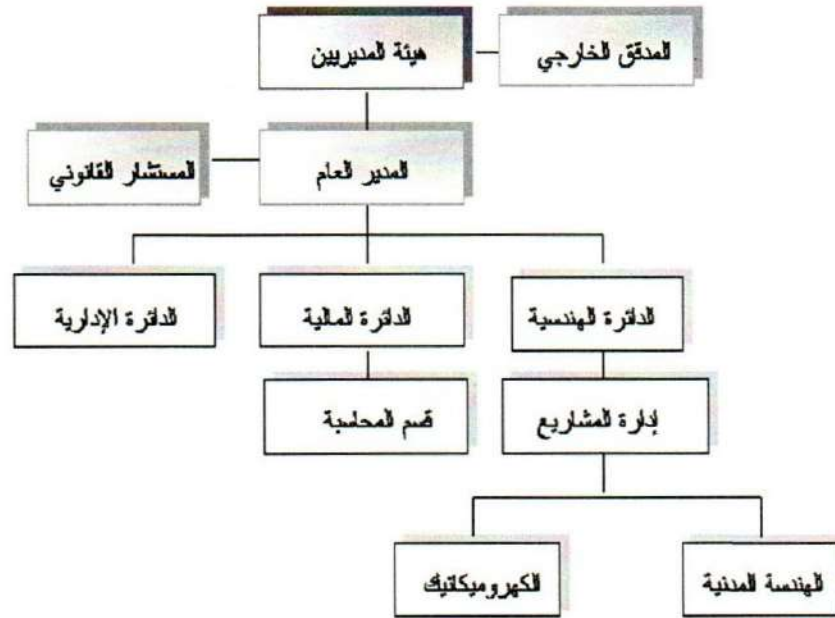 المدقق الخارجي
هيئة المديريين
المدير العام
المستشار القانوني
الدائرة الهندسية
الدائرة المالية
الدائرة الإدارية
إدارة المشاريع
قسم المحاسبة
الهندسة المدنية
الكهروميكانيك